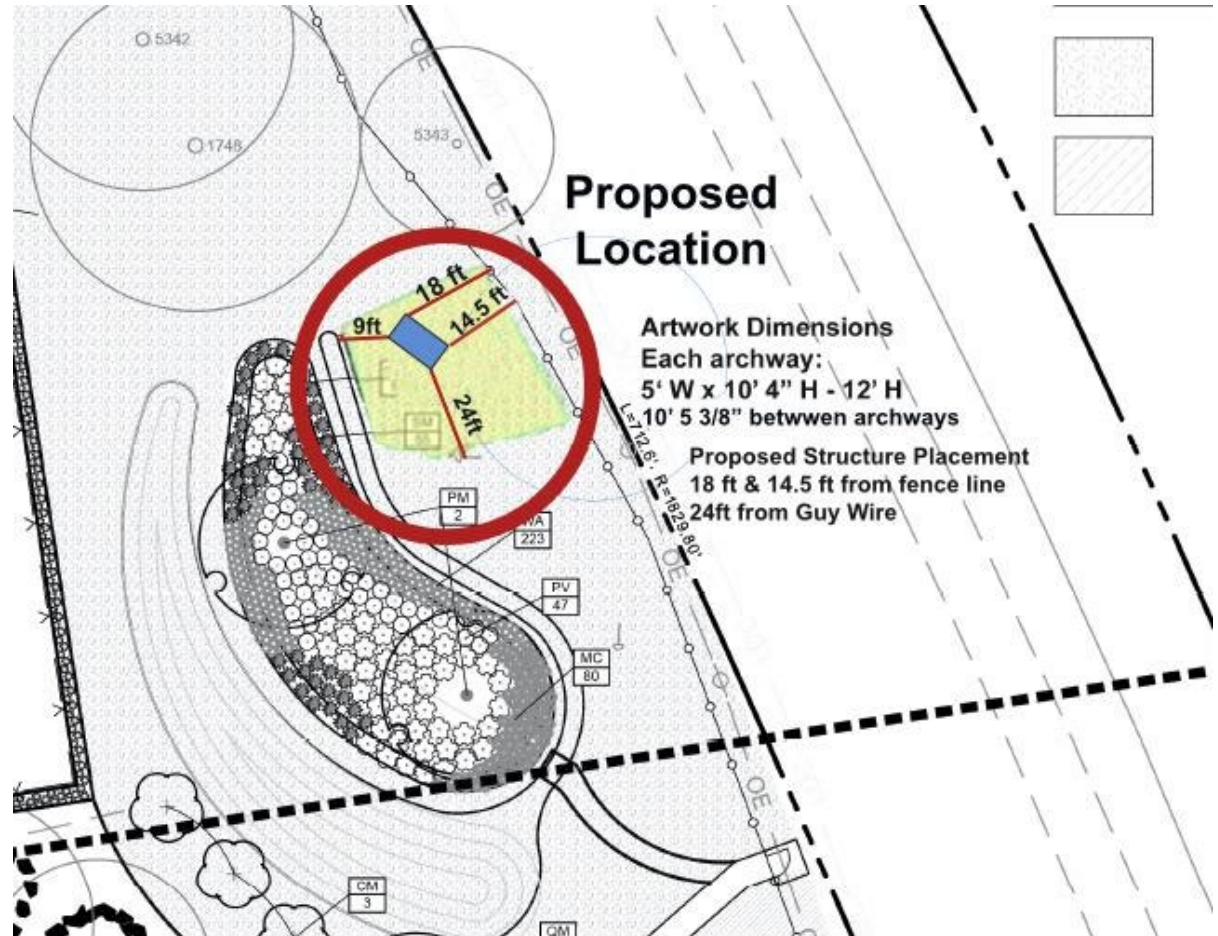 5342
OE
1748
5343
OE
Proposed
Location
18 ft
9ft
14.5 ft
OE
Artwork Dimensions
Each archway:
5‘ W x 10’ 4” H - 12’ H
10’ 5 3/8” betwwen archways
24ft
L=712.6', R=1829.80'
Proposed Structure Placement
18 ft & 14.5 ft from fence line
24ft from Guy Wire
PM
2
223
OE
PV
47
MC
80
OE
CM
3
QM